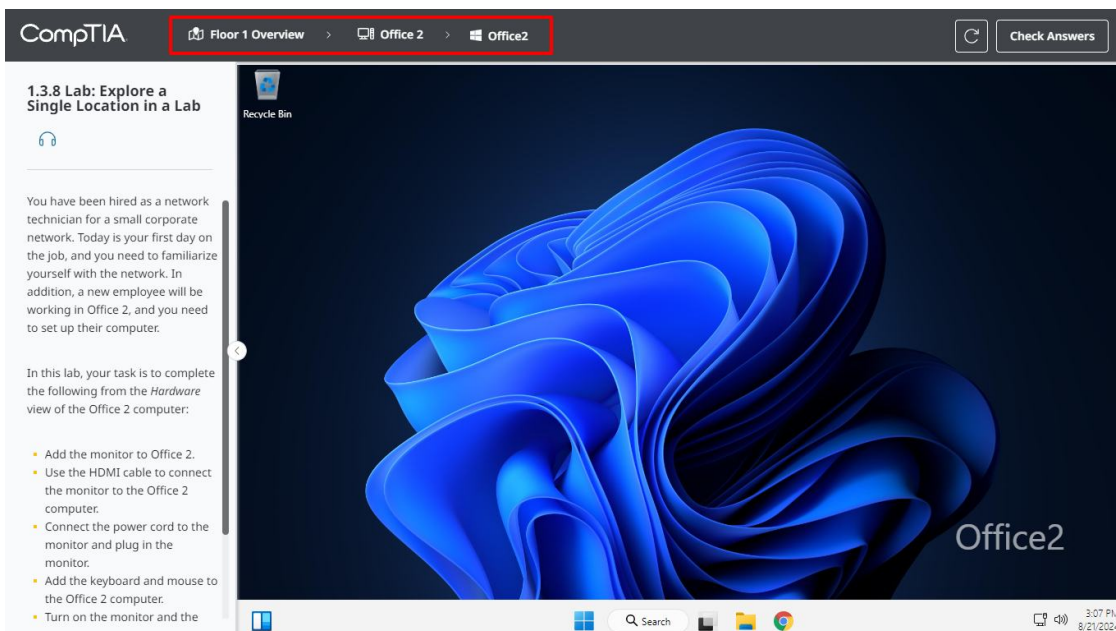 CompTIA.
Floor 1 Overview > Office 2 > Office2
Check Answers
1.3.8 Lab: Explore a
Single Location in a Lab
You have been hired as a network
technician for a small corporate
network. Today is your first day on
the job, and you need to familiarize
yourself with the network. In
addition, a new employee will be
working in Office 2, and you need
to set up their computer.
In this lab, your task is to complete
the following from the Hardware
view of the Office 2 computer:
Add the monitor to Office 2.
Use the HDMI cable to connect
the monitor to the Office 2
computer.
Connect the power cord to the
monitor and plug in the
monitor.
Add the keyboard and mouse to
the Office 2 computer.
Turn on the monitor and the
Recycle Bin
Office2
Search
3:07 PM
8/21/2024